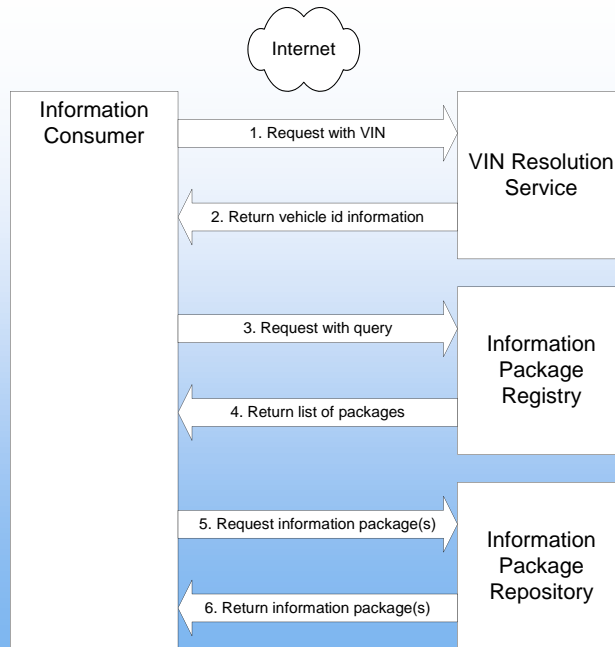 Internet
Information
Consumer
1. Request with VIN
VIN Resolution
Service
2. Return vehicle id information
3. Request with query
Information
Package
Registry
4. Return list of packages
5. Request information package(s)
Information
Package
Repository
6. Return information package(s)